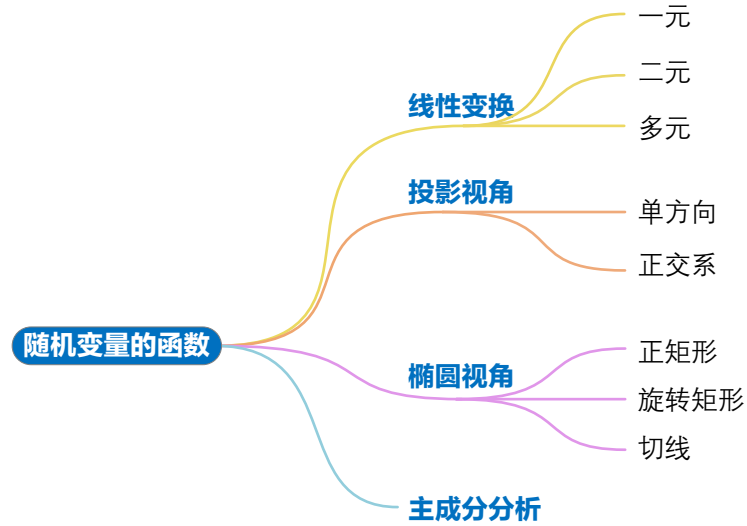 随机变量的函数
线性变换
一元
二元
多元
投影视角
单方向
正交系
椭圆视角
正矩形
旋转矩形
切线
主成分分析